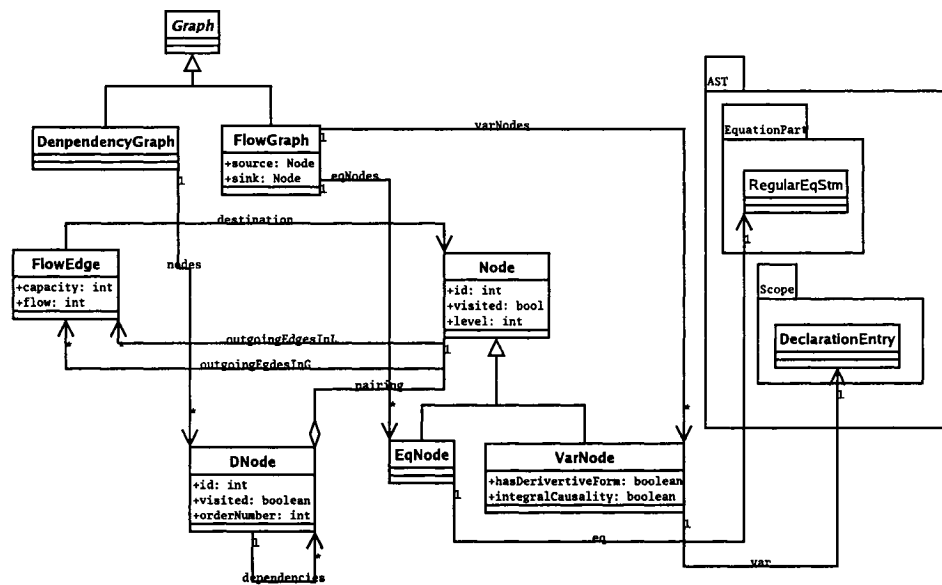 Graph
AST
DenpendencyGraph
FlowGraph
+source: Node
+sink: Node
1
1
1
varNodes
eqNodes
EquationPart
RegularEqStm
1
destination
nodes
FlowEdge
+capacity: int
+flow: int
Node
+id: int
+visited: bool
+level: int
1
Scope
DeclarationEntry
1
*
*
outgoingEdgesInL
outgoingEgdesInG
pairing
*
*
*
DNode
+id: int
+visited: boolean
+orderNumber: int
1
*
dependencies
EqNode
1
VarNode
+hasDerivertiveForm: boolean
+integralCausality: boolean
1
eq
var